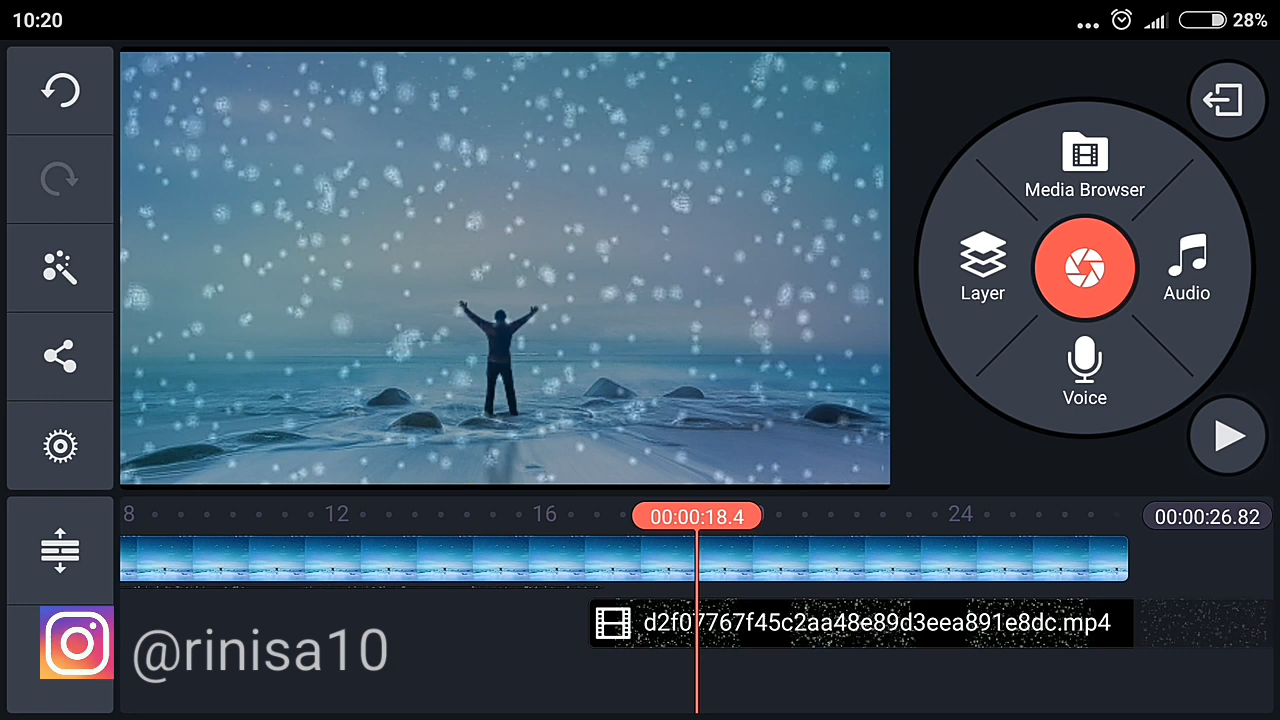 10:20
28%
Media Browser
Layer
Audio
Voice
8
12
16
00:00:18.4
24
00:00:26.82
d2f07767f45c2aa48e89d3eea891e8dc.mp4
@rinisa10